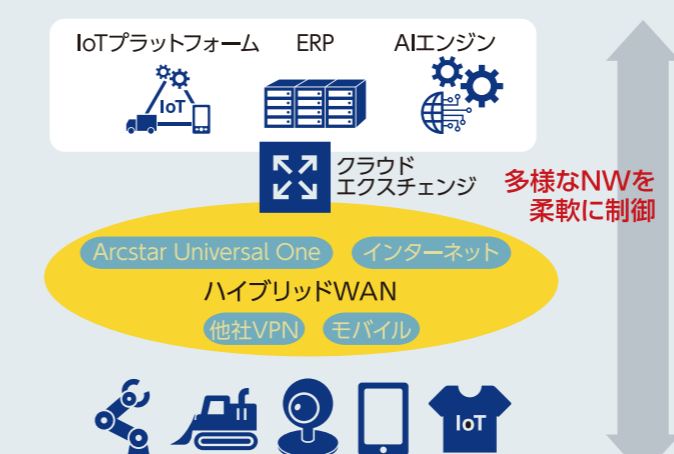 IoTプラットフォーム ERP AIエンジン
IoT
クラウド
エクスチェンジ
多様なNWを
柔軟に制御
Arcstar Universal One インターネット
ハイブリッドWAN
他社VPN モバイル
IoT